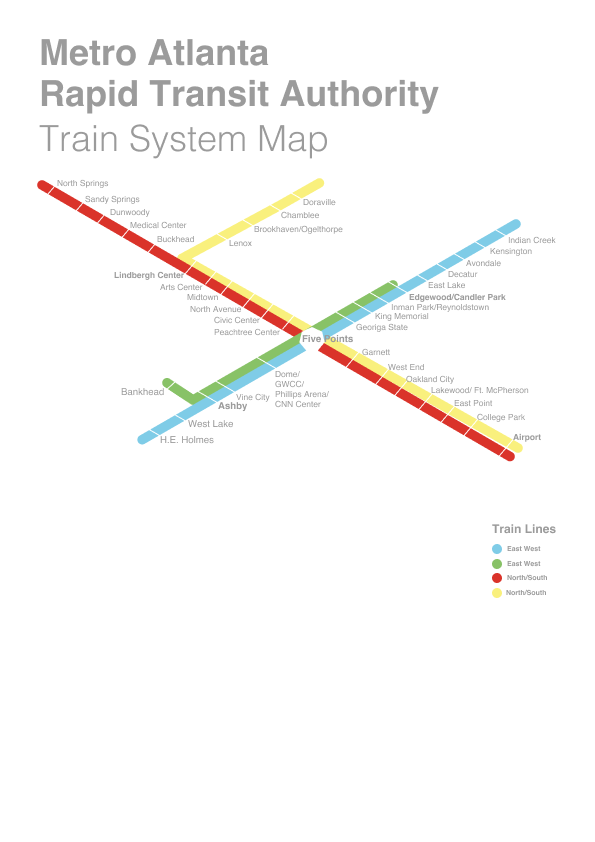 Metro Atlanta
Rapid Transit Authority
Train System Map
North Springs
Sandy Springs
Dunwoody
Medical Center
Buckhead
Doraville
Chamblee
Brookhaven/Ogelthorpe
Lenox
Lindbergh Center
Arts Center
Midtown
North Avenue
Civic Center
Peachtree Center
Indian Creek
Kensington
Avondale
Decatur
East Lake
Edgewood/Candler Park
Inman Park/Reynoldstown
King Memorial
Georiga State
Five Points
Garnett
West End
Oakland City
Lakewood/ Ft. McPherson
East Point
College Park
Airport
Dome/
GWCC/
Phillips Arena/
CNN Center
Bankhead
Vine City
Ashby
West Lake
H.E. Holmes
Train Lines
East West
East West
North/South
North/South